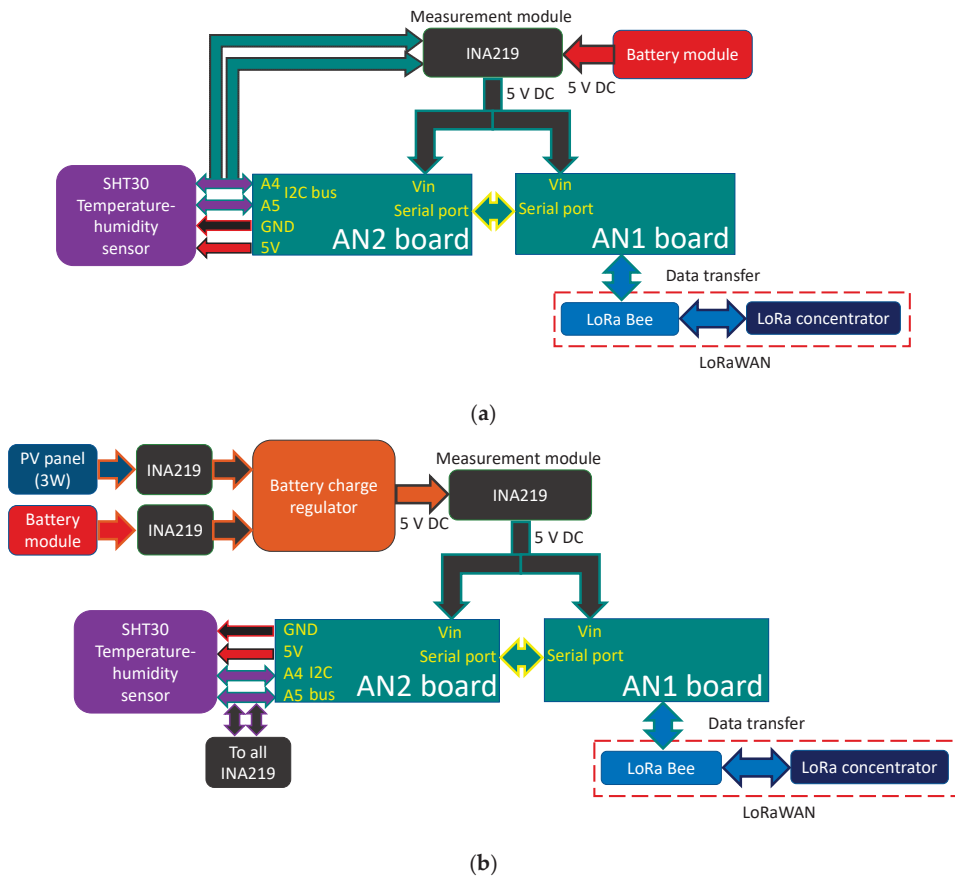 Measurement module
INA219
Battery module
5 V DC
5 V DC
SHT30
Temperature-
humidity
sensor
A4
I2C bus
A5
GND
5V
Vin
Serial port
AN2 board
Vin
Serial port
AN1 board
Data transfer
LoRa Bee
LoRa concentrator
LoRaWAN
(a)
PV panel
(3W)
INA219
Battery
module
INA219
Battery charge
regulator
5 V DC
Measurement module
INA219
5 V DC
SHT30
Temperature-
humidity
sensor
GND
5V
A4 I2C
A5 bus
Vin
Serial port
AN2 board
Vin
Serial port
AN1 board
To all
INA219
Data transfer
LoRa Bee
LoRa concentrator
LoRaWAN
(b)